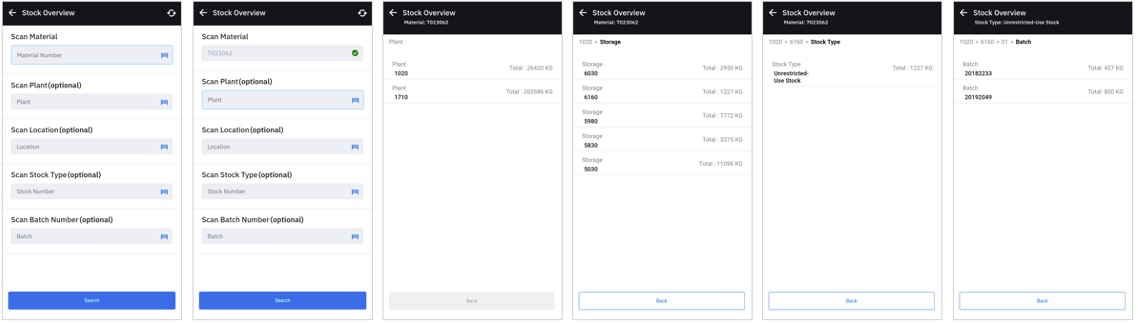 Stock Overview
Scan Material
Material Number
Scan Plant(optional)
Plant
Scan Location(optional)
Location
Scan Stock Type(optional)
Stock Number
Scan Batch Number(optional)
Batch
Search
Stock Overview
Scan Material
7023062
Scan Plant(optional)
Plant
Scan Location(optional)
Location
Scan Stock Type(optional)
Stock Number
Scan Batch Number(optional)
Batch
Search
Stock Overview
Material: 7023062
Plant
Plant
1020 Total : 26420 KG
Plant
1710 Total : 203586 KG
Back
Stock Overview
Material: 7023062
1020 > Storage
Storage
6030 Total : 2950 KG
Storage
6160 Total : 1227 KG
Storage
5980 Total : 7772 KG
Storage
5830 Total : 3375 KG
Storage
5030 Total : 11096 KG
Back
Stock Overview
Material: 7023062
1020 > 6160 > Stock Type
Stock Type Total : 1227 KG
Unrestricted-
Use Stock
Back
Stock Overview
Stock Type: Unrestricted-Use Stock
1020 > 6160 > 01 > Batch
Batch
20182233 Total: 427 KG
Batch
20192049 Total: 800 KG
Back